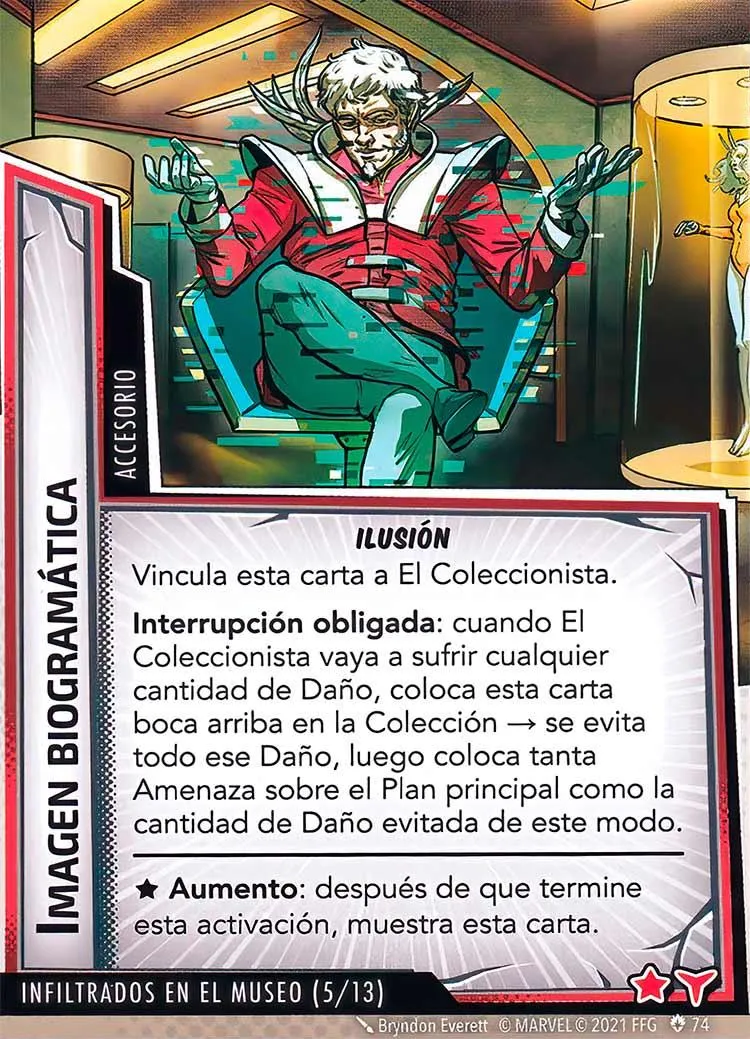 IMAGEN BIOGRAMÁTICA
ACCESORIO
ILUSIÓN
Vincula esta carta a El Coleccionista.
Interrupción obligada: cuando El
Coleccionista vaya a sufrir cualquier
cantidad de Daño, coloca esta carta
boca arriba en la Colección → se evita
todo ese Daño, luego coloca tanta
Amenaza sobre el Plan principal como la
cantidad de Daño evitada de este modo.
★ Aumento: después de que termine
esta activación, muestra esta carta.
INFILTRADOS EN EL MUSEO (5/13)
Bryndon Everett © MARVEL © 2021 FFG 74